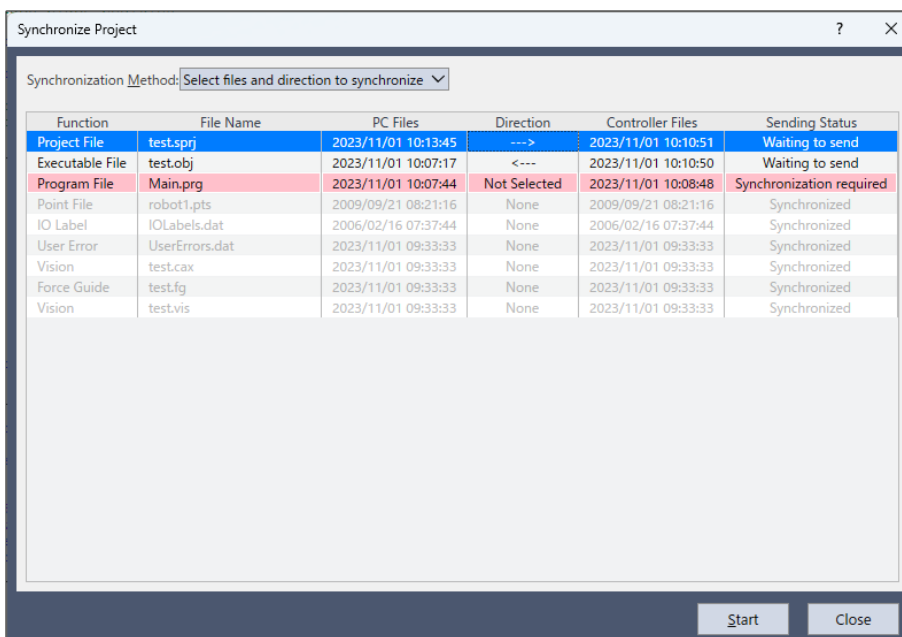 Synchronize Project ? ×
Synchronization Method: Select files and direction to synchronize
Function File Name PC Files Direction Controller Files Sending Status
Project File test.sprj 2023/11/01 10:13:45 ---> 2023/11/01 10:10:51 Waiting to send
Executable File test.obj 2023/11/01 10:07:17 <--- 2023/11/01 10:10:50 Waiting to send
Program File Main.prg 2023/11/01 10:07:44 Not Selected 2023/11/01 10:08:48 Synchronization required
Point File robot1.pts 2009/09/21 08:21:16 None 2009/09/21 08:21:16 Synchronized
IO Label IOLabels.dat 2006/02/16 07:37:44 None 2006/02/16 07:37:44 Synchronized
User Error UserErrors.dat 2023/11/01 09:33:33 None 2023/11/01 09:33:33 Synchronized
Vision test.cax 2023/11/01 09:33:33 None 2023/11/01 09:33:33 Synchronized
Force Guide test.fg 2023/11/01 09:33:33 None 2023/11/01 09:33:33 Synchronized
Vision test.vis 2023/11/01 09:33:33 None 2023/11/01 09:33:33 Synchronized
Start Close